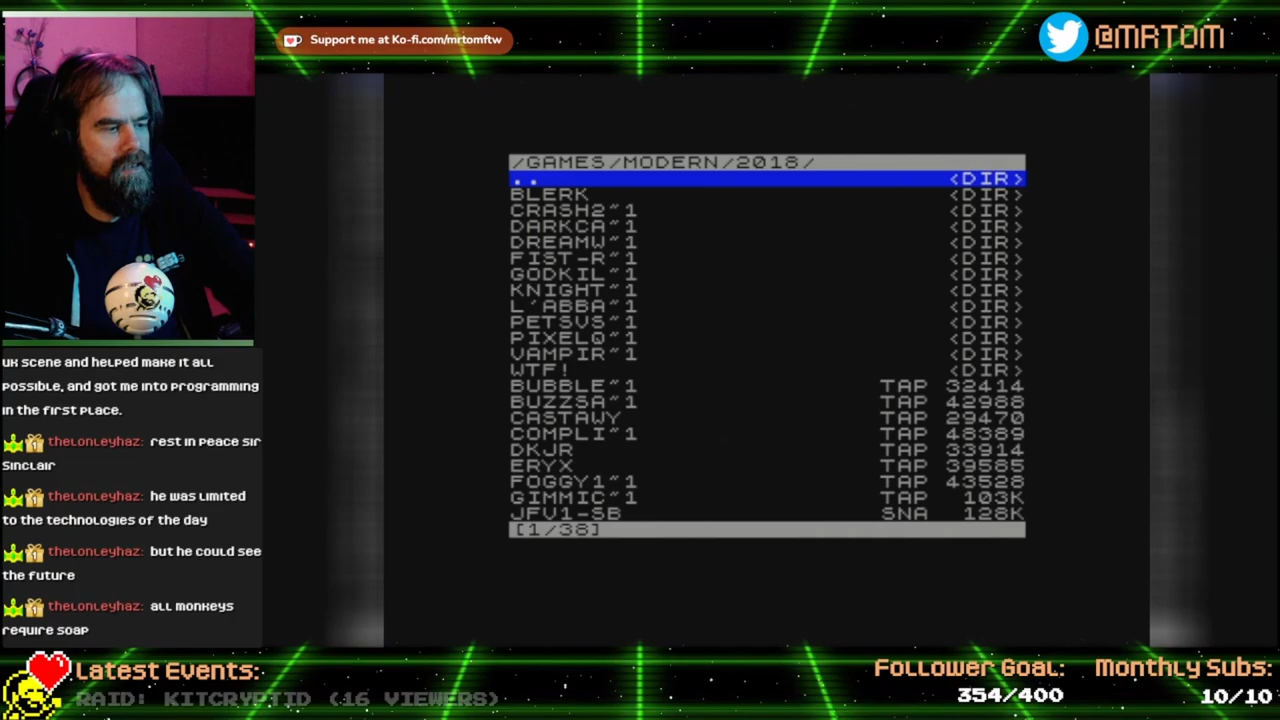 Support me at Ko-fi.com/mrtomftw
@MRTOM
/GAMES/MODERN/2018/
.. <DIR>
BLERK <DIR>
CRASH2~1 <DIR>
DARKCA~1 <DIR>
DREAMW~1 <DIR>
FIST-R~1 <DIR>
GODKIL~1 <DIR>
KNIGHT~1 <DIR>
L'ABBA~1 <DIR>
PETSVS~1 <DIR>
PIXELQ~1 <DIR>
VAMPIR~1 <DIR>
WTF! <DIR>
BUBBLE~1 TAP 32414
BUZZSA~1 TAP 42988
CASTAWY TAP 29470
COMPLI~1 TAP 48389
DKJR TAP 33914
ERYX TAP 39585
FOGGY1~1 TAP 43528
GIMMIC~1 TAP 103K
JFV1-SB SNA 128K
[1/38]
uk scene and helped make it all
possible, and got me into programming
in the first place.
thelonleyhaz: rest in peace sir
sinclair
thelonleyhaz: he was limited
to the technologies of the day
thelonleyhaz: but he could see
the future
thelonleyhaz: all monkeys
require soap
Latest Events:
RAID: KITCRYPTID (16 VIEWERS)
Follower Goal:
354/400
Monthly Subs:
10/10